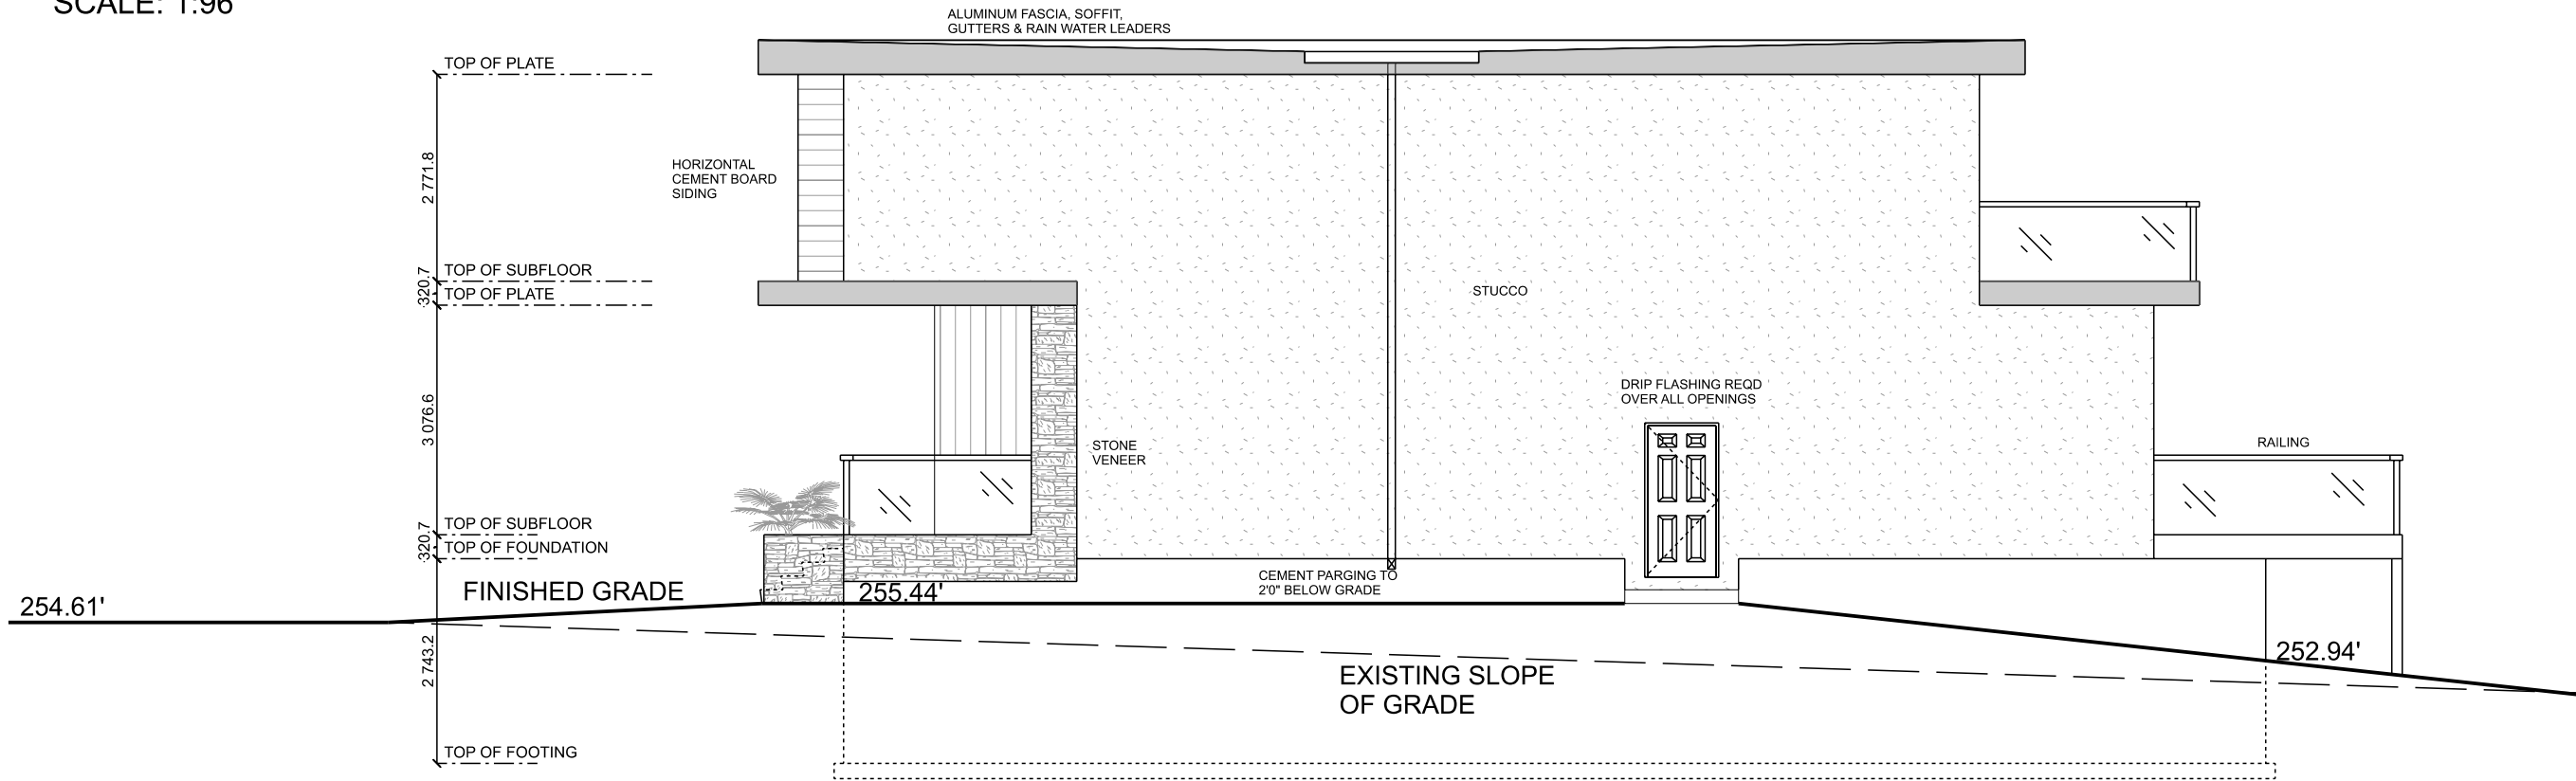 SCALE: 1:96
ALUMINUM FASCIA, SOFFIT,
GUTTERS & RAIN WATER LEADERS
TOP OF PLATE
2 771.8
HORIZONTAL
CEMENT BOARD
SIDING
TOP OF SUBFLOOR
320.7
TOP OF PLATE
STUCCO
3 076.6
DRIP FLASHING REQD
OVER ALL OPENINGS
STONE
VENEER
RAILING
TOP OF SUBFLOOR
320.7
TOP OF FOUNDATION
CEMENT PARGING TO
2'0" BELOW GRADE
FINISHED GRADE
255.44'
254.61'
2 743.2
252.94'
EXISTING SLOPE
OF GRADE
TOP OF FOOTING